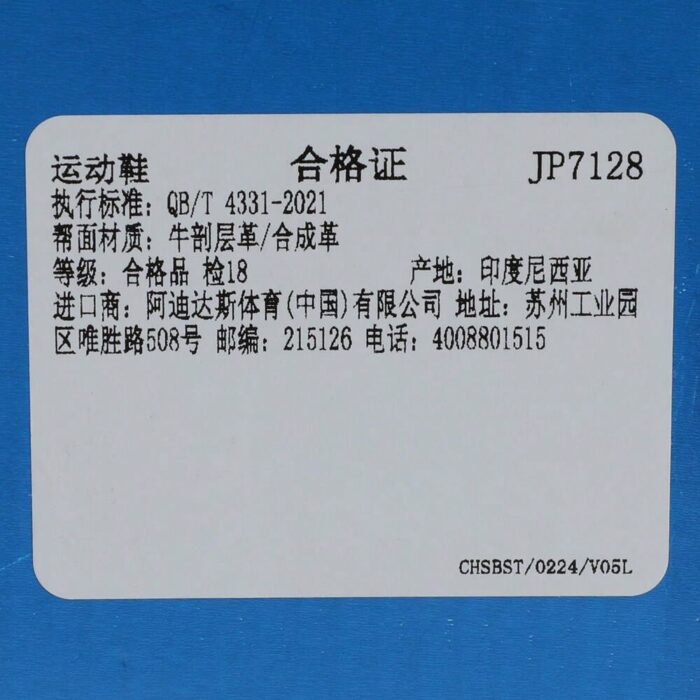 运动鞋 合格证 JP7128
执行标准: QB/T 4331-2021
帮面材质: 牛剖层革/合成革
等级: 合格品 检18 产地: 印度尼西亚
进口商: 阿迪达斯体育(中国)有限公司 地址: 苏州工业园
区唯胜路508号 邮编: 215126 电话: 4008801515
CHSBST/0224/V05L